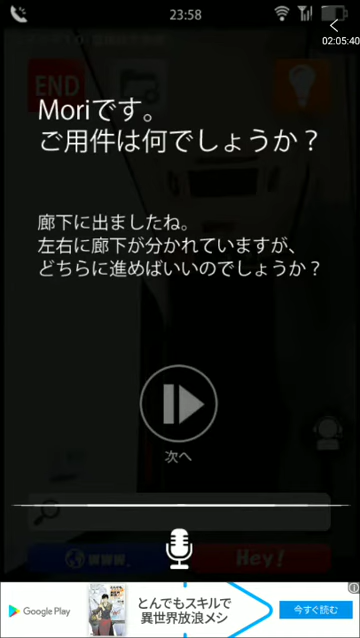 23:58
02:05:40
END
Moriです。
ご用件は何でしょうか？
廊下に出ましたね。
左右に廊下が分かれていますが、
どちらに進めばいいのでしょうか？
次へ
Hey!
Google Play
とんでもスキルで
異世界放浪メシ
今すぐ読む